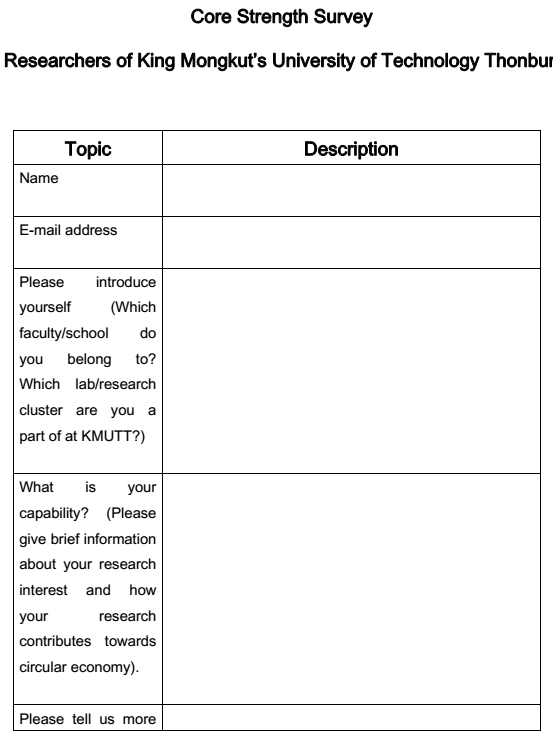 Core Strength Survey
Researchers of King Mongkut's University of Technology Thonbur
Topic Description
Name
E-mail address
Please introduce
yourself (Which
faculty/school do
you belong to?
Which lab/research
cluster are you a
part of at KMUTT?)
What is your
capability? (Please
give brief information
about your research
interest and how
your research
contributes towards
circular economy).
Please tell us more